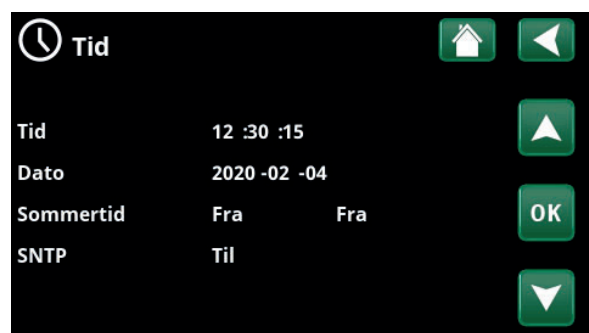 Tid
Tid 12 :30 :15
Dato 2020 -02 -04
Sommertid Fra Fra
OK
SNTP Til